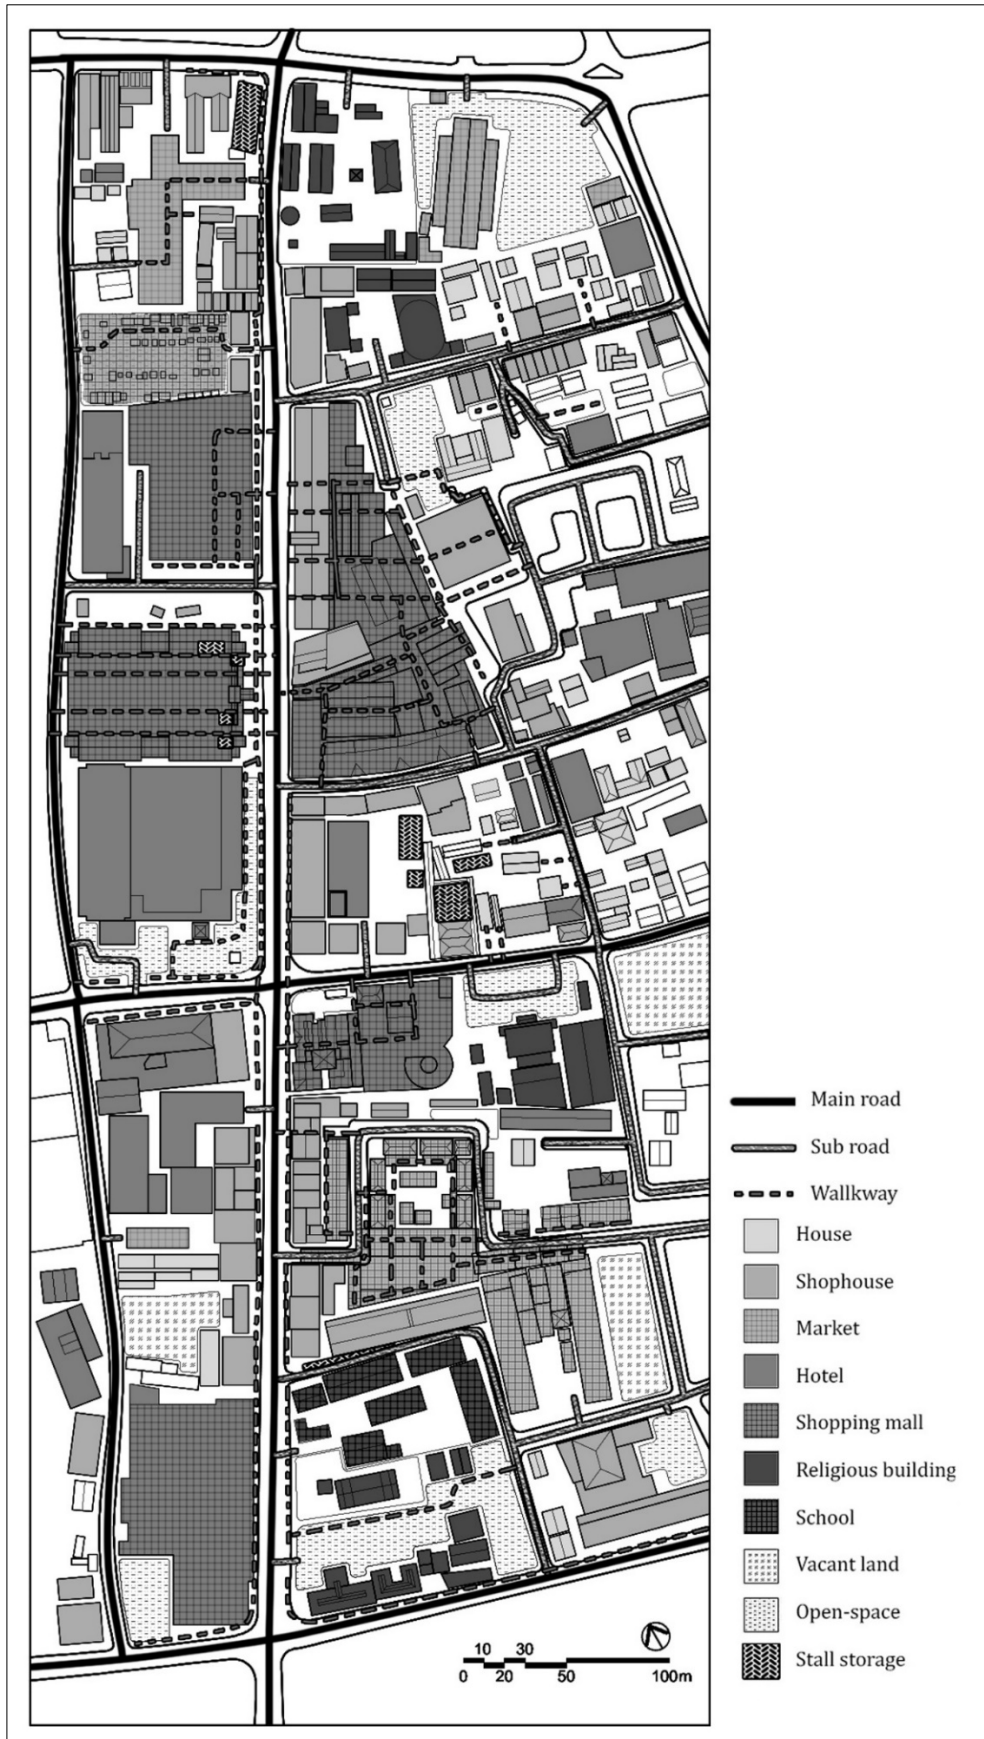 Main road
Sub road
Wallkway
House
Shophouse
Market
Hotel
Shopping mall
Religious building
School
Vacant land
Open-space
Stall storage
10 30
0 20 50 100m